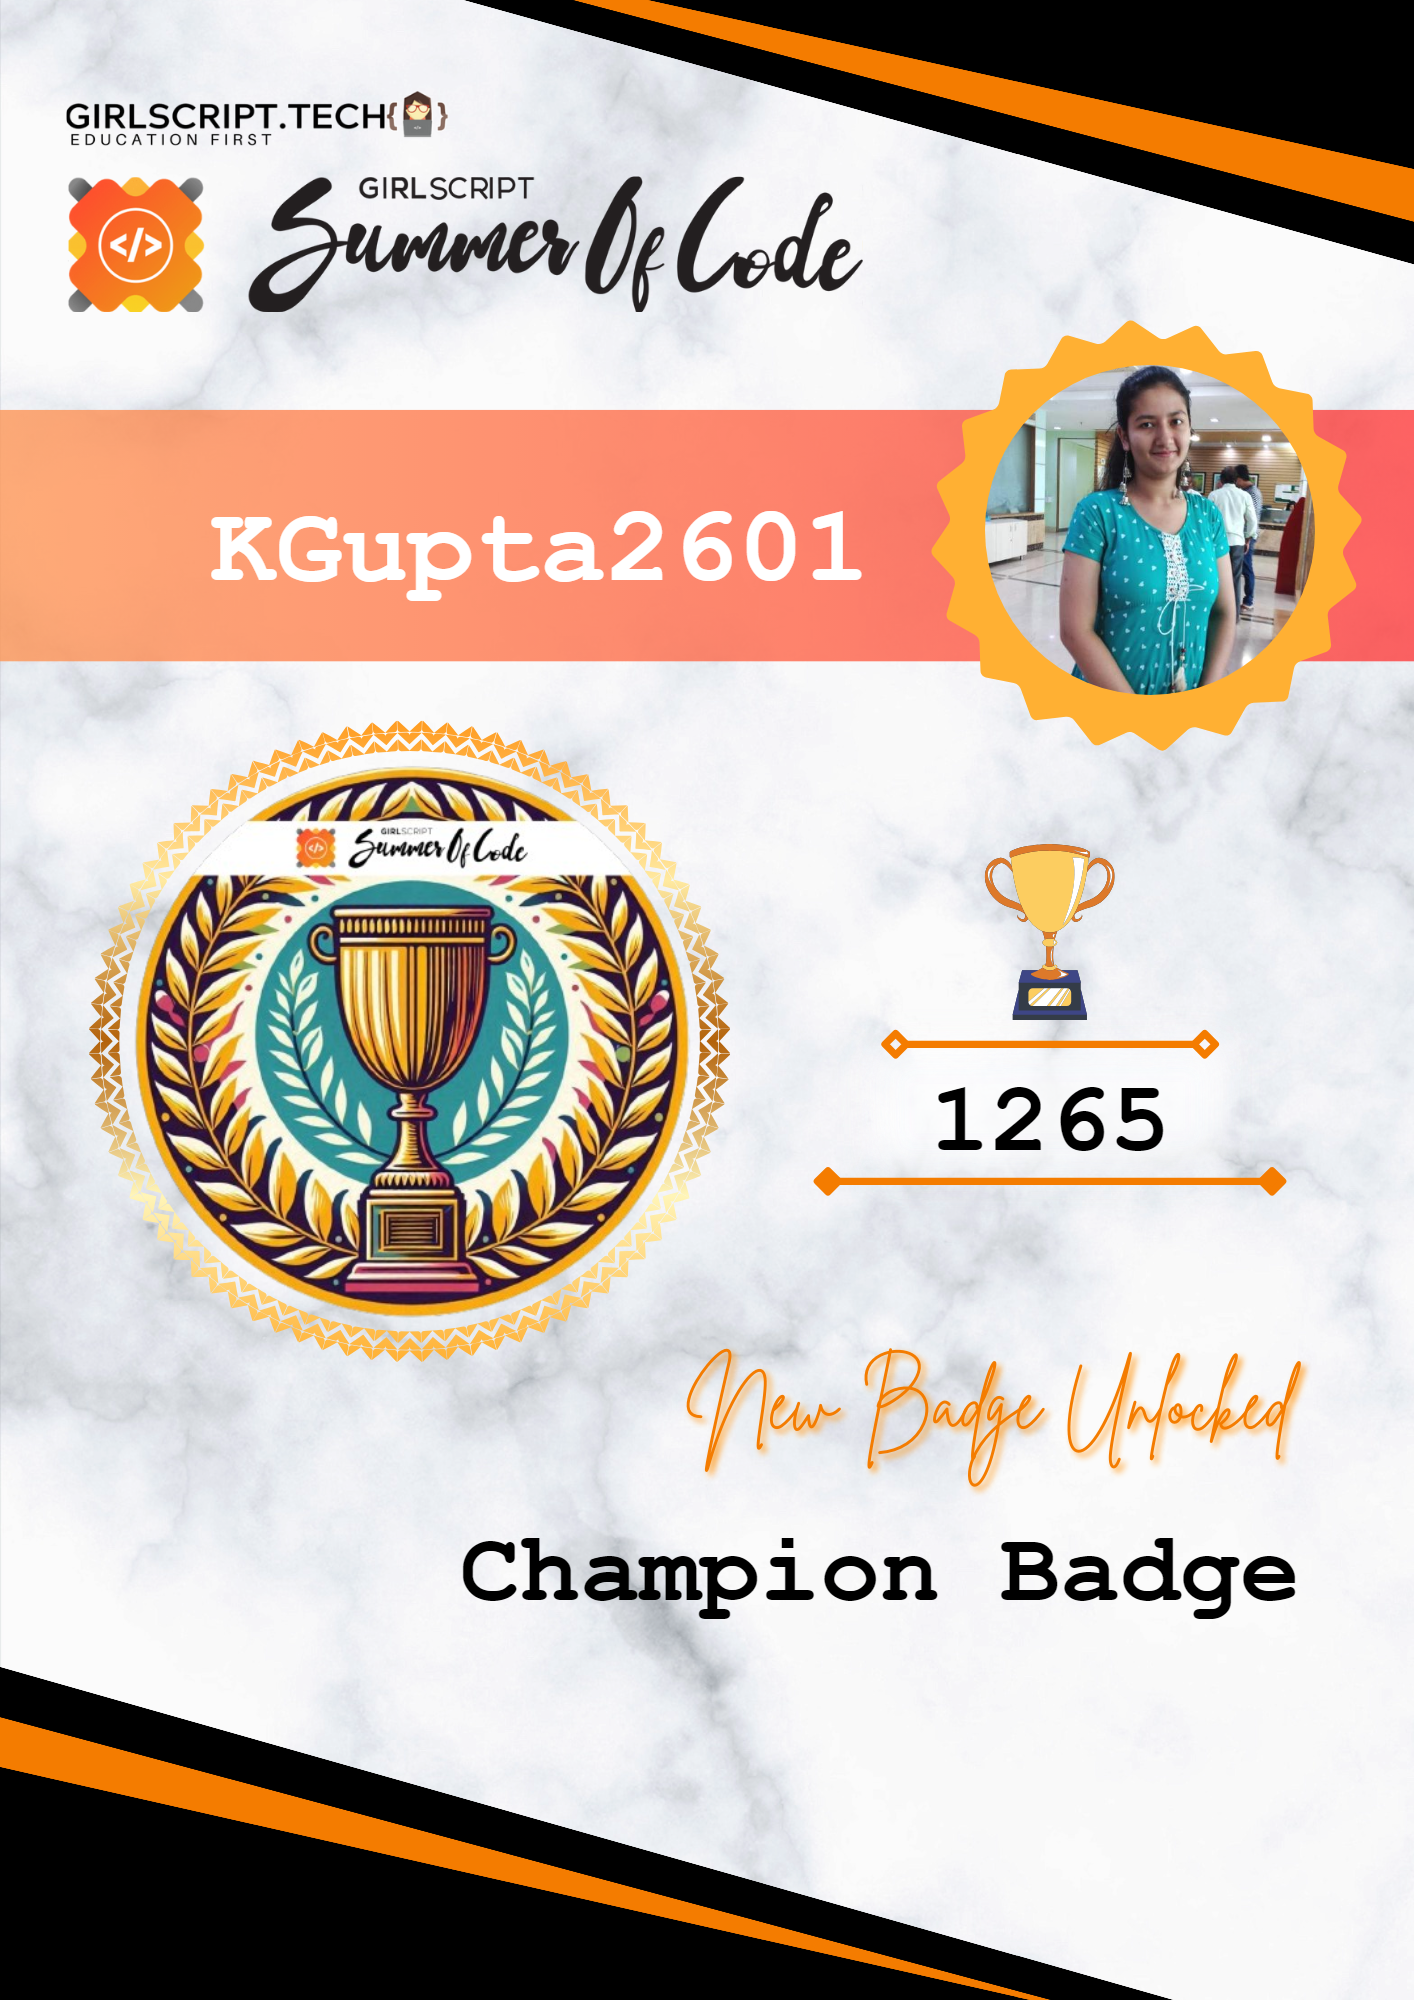 GIRLSCRIPT.TECH{ }
EDUCATION FIRST
</>
GIRLSCRIPT
Summer Of Code
KGupta2601
</>
GIRLSCRIPT
Summer Of Code
1265
New Badge Unlocked
Champion Badge